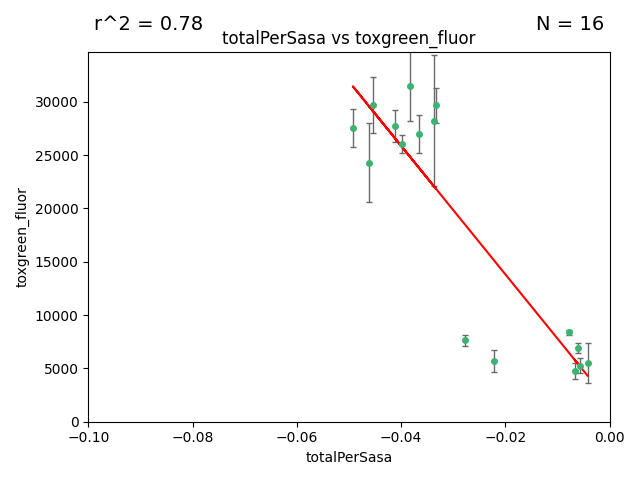 r^2 = 0.78
N = 16
totalPerSasa vs toxgreen_fluor
toxgreen_fluor
30000
25000
20000
15000
10000
5000
0
−0.10
−0.08
−0.06
−0.04
−0.02
0.00
totalPerSasa